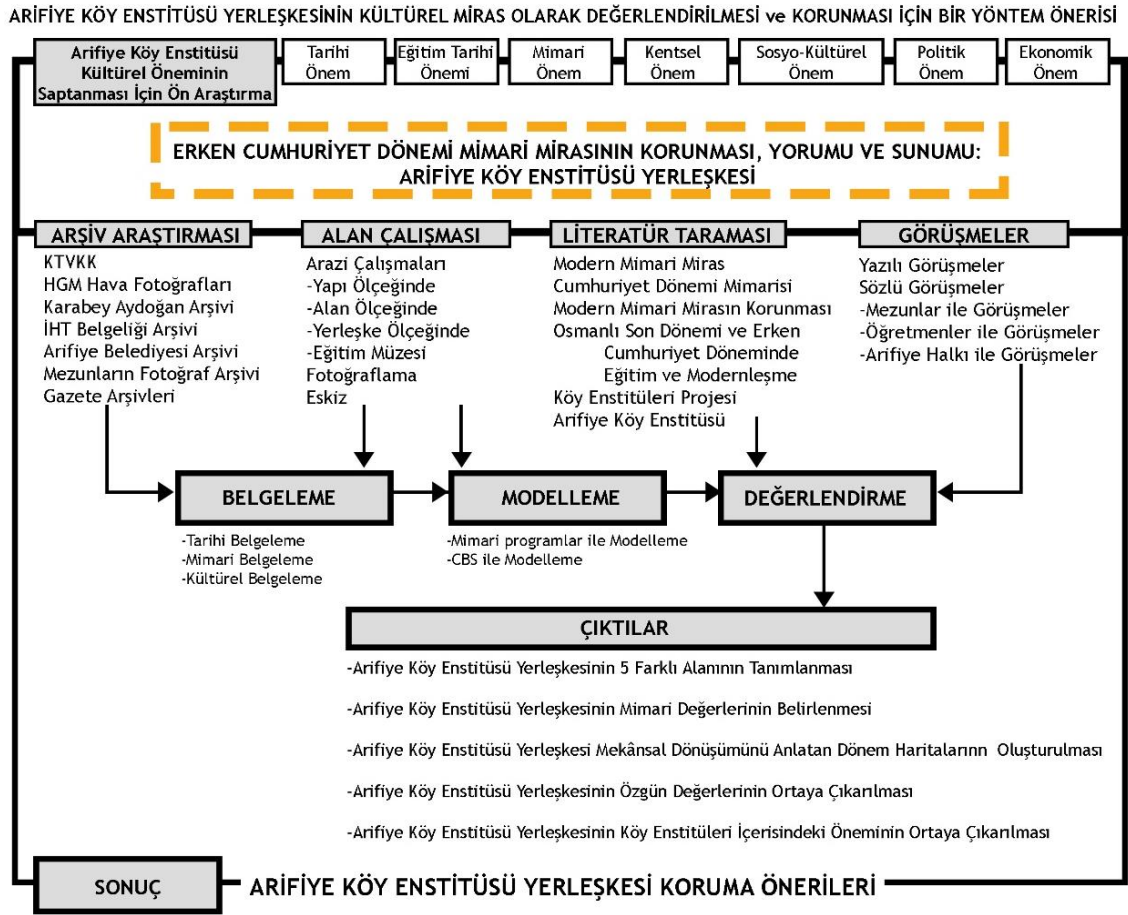 ARİFİYE KÖY ENSTİTÜSÜ YERLEŞKESİNİN KÜLTÜREL MİRAS OLARAK DEĞERLENDİRİLMESİ ve KORUNMASI İÇİN BİR YÖNTEM ÖNERİSİ
Arifiye Köy Enstitüsü
Kültürel Öneminin
Saptanması İçin Ön Araştırma
Tarihi
Önem
Eğitim Tarihi
Önemi
Mimari
Önem
Kentsel
Önem
Sosyo-Kültürel
Önem
Politik
Önem
Ekonomik
Önem
ERKEN CUMHURİYET DÖNEMİ MİMARİ MİRASININ KORUNMASI, YORUMU VE SUNUMU:
ARİFİYE KÖY ENSTİTÜSÜ YERLEŞKESİ
ARŞİV ARAŞTIRMASI
KTVKK
HGM Hava Fotoğrafları
Karabey Aydoğan Arşivi
İHT Belgeliği Arşivi
Arifiye Belediyesi Arşivi
Mezunların Fotoğraf Arşivi
Gazete Arşivleri
ALAN ÇALIŞMASI
Arazi Çalışmaları
-Yapı Ölçeğinde
-Alan Ölçeğinde
-Yerleşke Ölçeğinde
-Eğitim Müzesi
Fotoğraflama
Eskiz
LİTERATÜR TARAMASI
Modern Mimari Miras
Cumhuriyet Dönemi Mimarisi
Modern Mimari Mirasın Korunması
Osmanlı Son Dönemi ve Erken
Cumhuriyet Döneminde
Eğitim ve Modernleşme
Köy Enstitüleri Projesi
Arifiye Köy Enstitüsü
GÖRÜŞMELER
Yazılı Görüşmeler
Sözlü Görüşmeler
-Mezunlar ile Görüşmeler
-Öğretmenler ile Görüşmeler
-Arifiye Halkı ile Görüşmeler
BELGELEME
-Tarihi Belgeleme
-Mimari Belgeleme
-Kültürel Belgeleme
MODELLEME
-Mimari programlar ile Modelleme
-CBS ile Modelleme
DEĞERLENDİRME
ÇIKTILAR
-Arifiye Köy Enstitüsü Yerleşkesinin 5 Farklı Alanının Tanımlanması
-Arifiye Köy Enstitüsü Yerleşkesinin Mimari Değerlerinin Belirlenmesi
-Arifiye Köy Enstitüsü Yerleşkesi Mekânsal Dönüşümünü Anlatan Dönem Haritalarınn Oluşturulması
-Arifiye Köy Enstitüsü Yerleşkesinin Özgün Değerlerinin Ortaya Çıkarılması
-Arifiye Köy Enstitüsü Yerleşkesinin Köy Enstitüleri İçerisindeki Öneminin Ortaya Çıkarılması
SONUÇ
ARİFİYE KÖY ENSTİTÜSÜ YERLEŞKESİ KORUMA ÖNERİLERİ